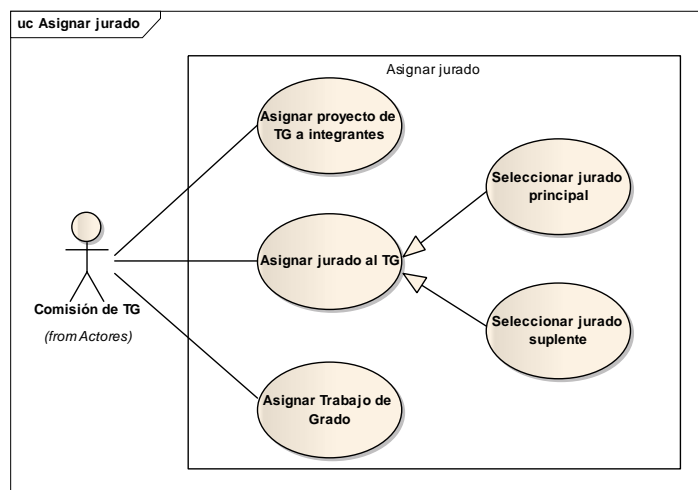 uc Asignar jurado
Asignar jurado
Asignar proyecto de
TG a integrantes
Seleccionar jurado
principal
Asignar jurado al TG
Comisión de TG
(from Actores)
Seleccionar jurado
suplente
Asignar Trabajo de
Grado